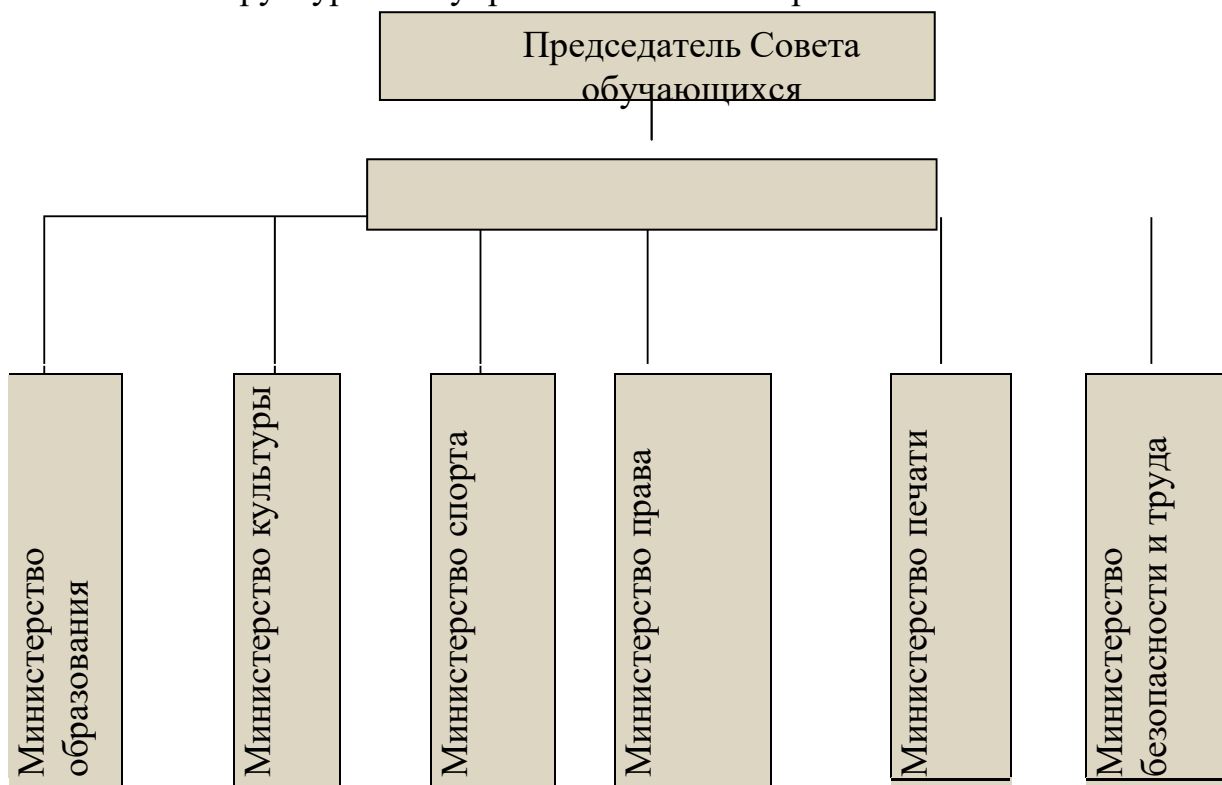 Председатель Совета
обучающихся
Министерство
образования
Министерство культуры
Министерство спорта
Министерство права
Министерство печати
Министерство
безопасности и труда